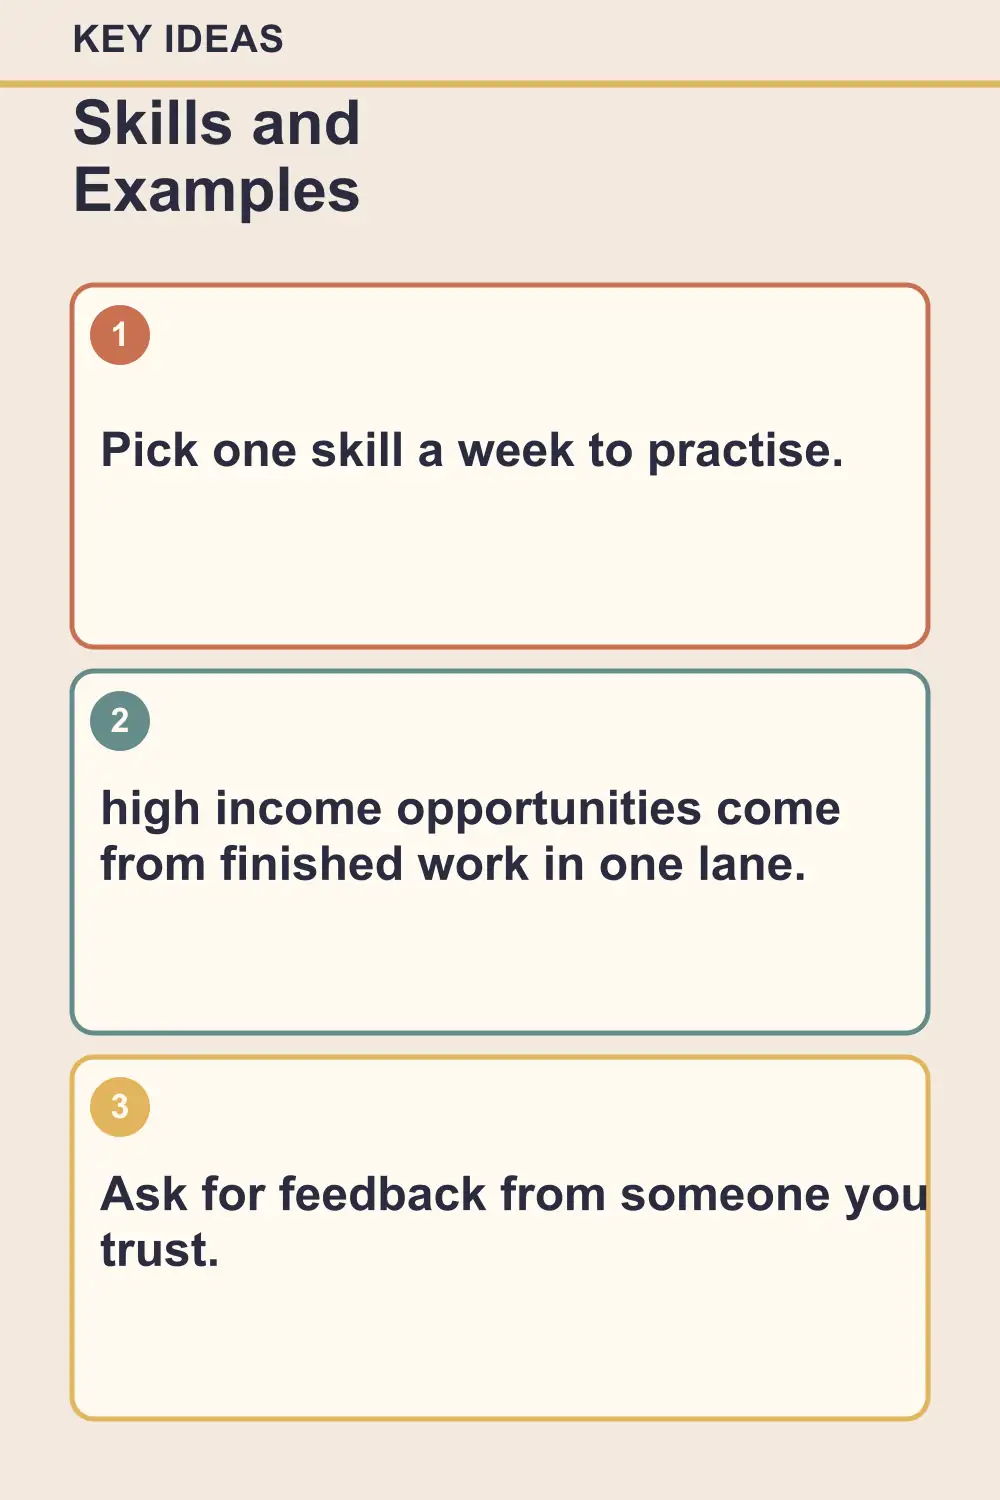 KEY IDEAS
Skills and
Examples
1
Pick one skill a week to practise.
2
high income opportunities come
from finished work in one lane.
3
Ask for feedback from someone you
trust.